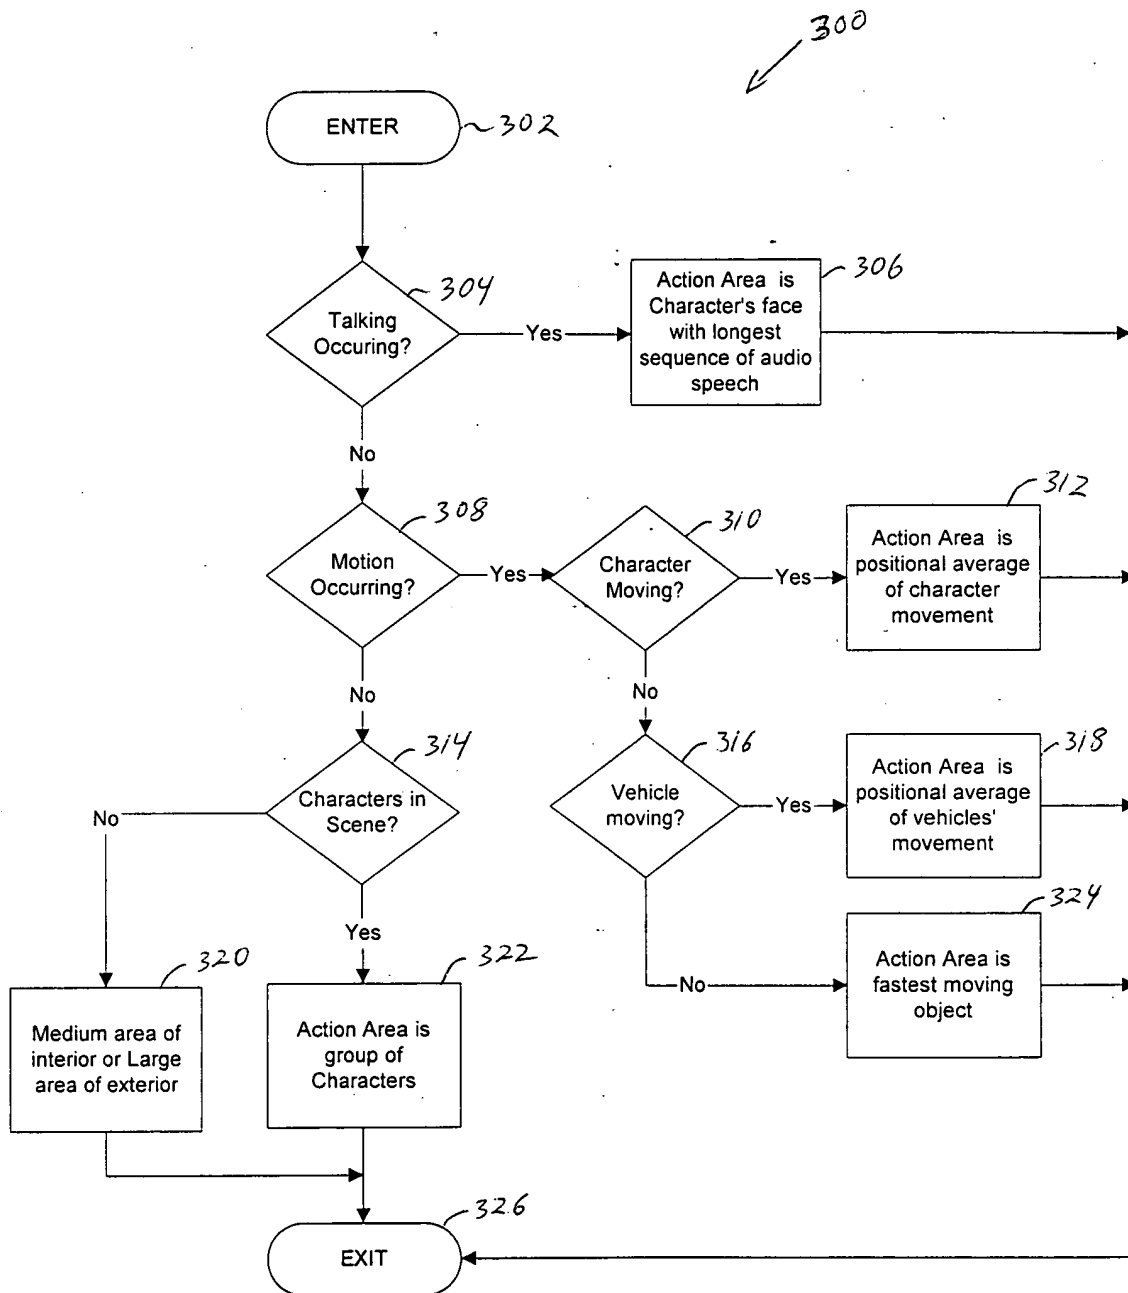 300
ENTER
302
304
Talking
Occuring?
Yes
306
Action Area is
Character's face
with longest
sequence of audio
speech
No
308
Motion
Occurring?
Yes
310
Character
Moving?
Yes
312
Action Area is
positional average
of character
movement
No
No
314
Characters in
Scene?
316
Vehicle
moving?
Yes
318
Action Area is
positional average
of vehicles'
movement
No
Yes
No
324
Action Area is
fastest moving
object
320
Medium area of
interior or Large
area of exterior
322
Action Area is
group of
Characters
326
EXIT